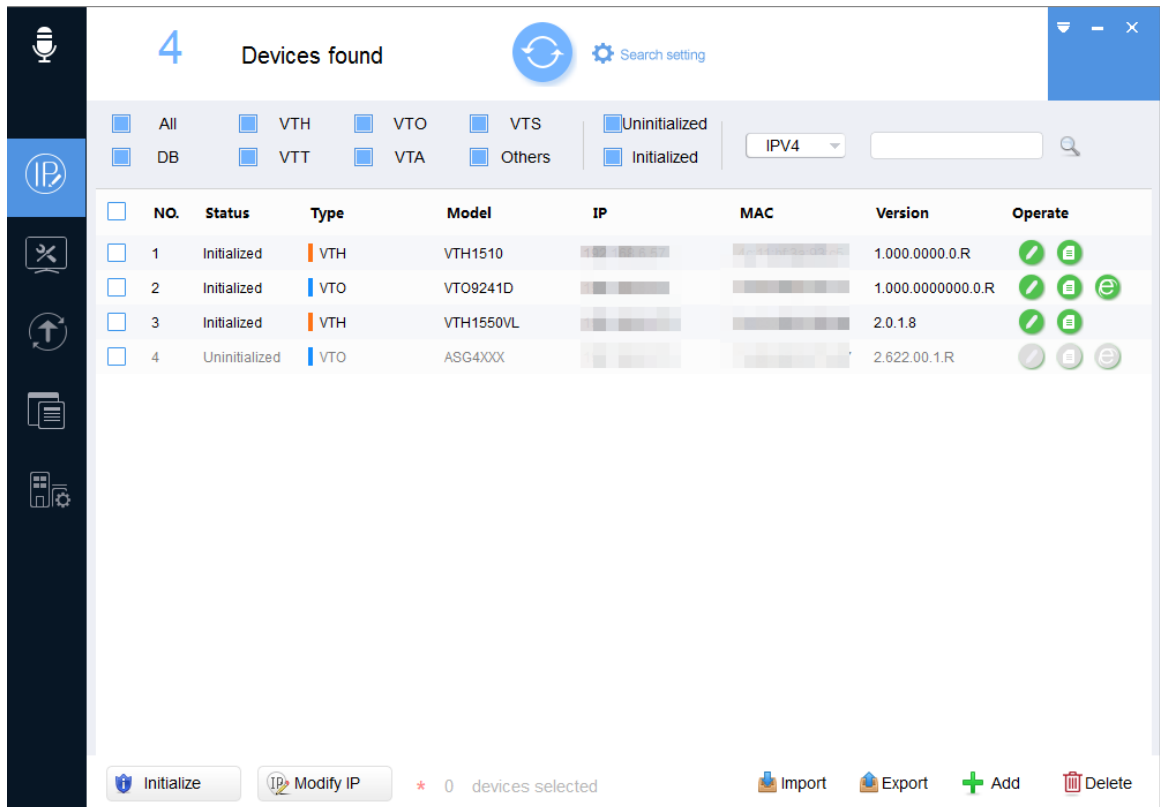 4 Devices found Search setting
All VTH VTO VTS Uninitialized
DB VTT VTA Others Initialized
IPV4
NO. Status Type Model IP MAC Version Operate
1 Initialized VTH VTH1510 1.000.0000.0.R
2 Initialized VTO VTO9241D 1.000.0000000.0.R
3 Initialized VTH VTH1550VL 2.0.1.8
4 Uninitialized VTO ASG4XXX 2.622.00.1.R
Initialize Modify IP * 0 devices selected Import Export Add Delete